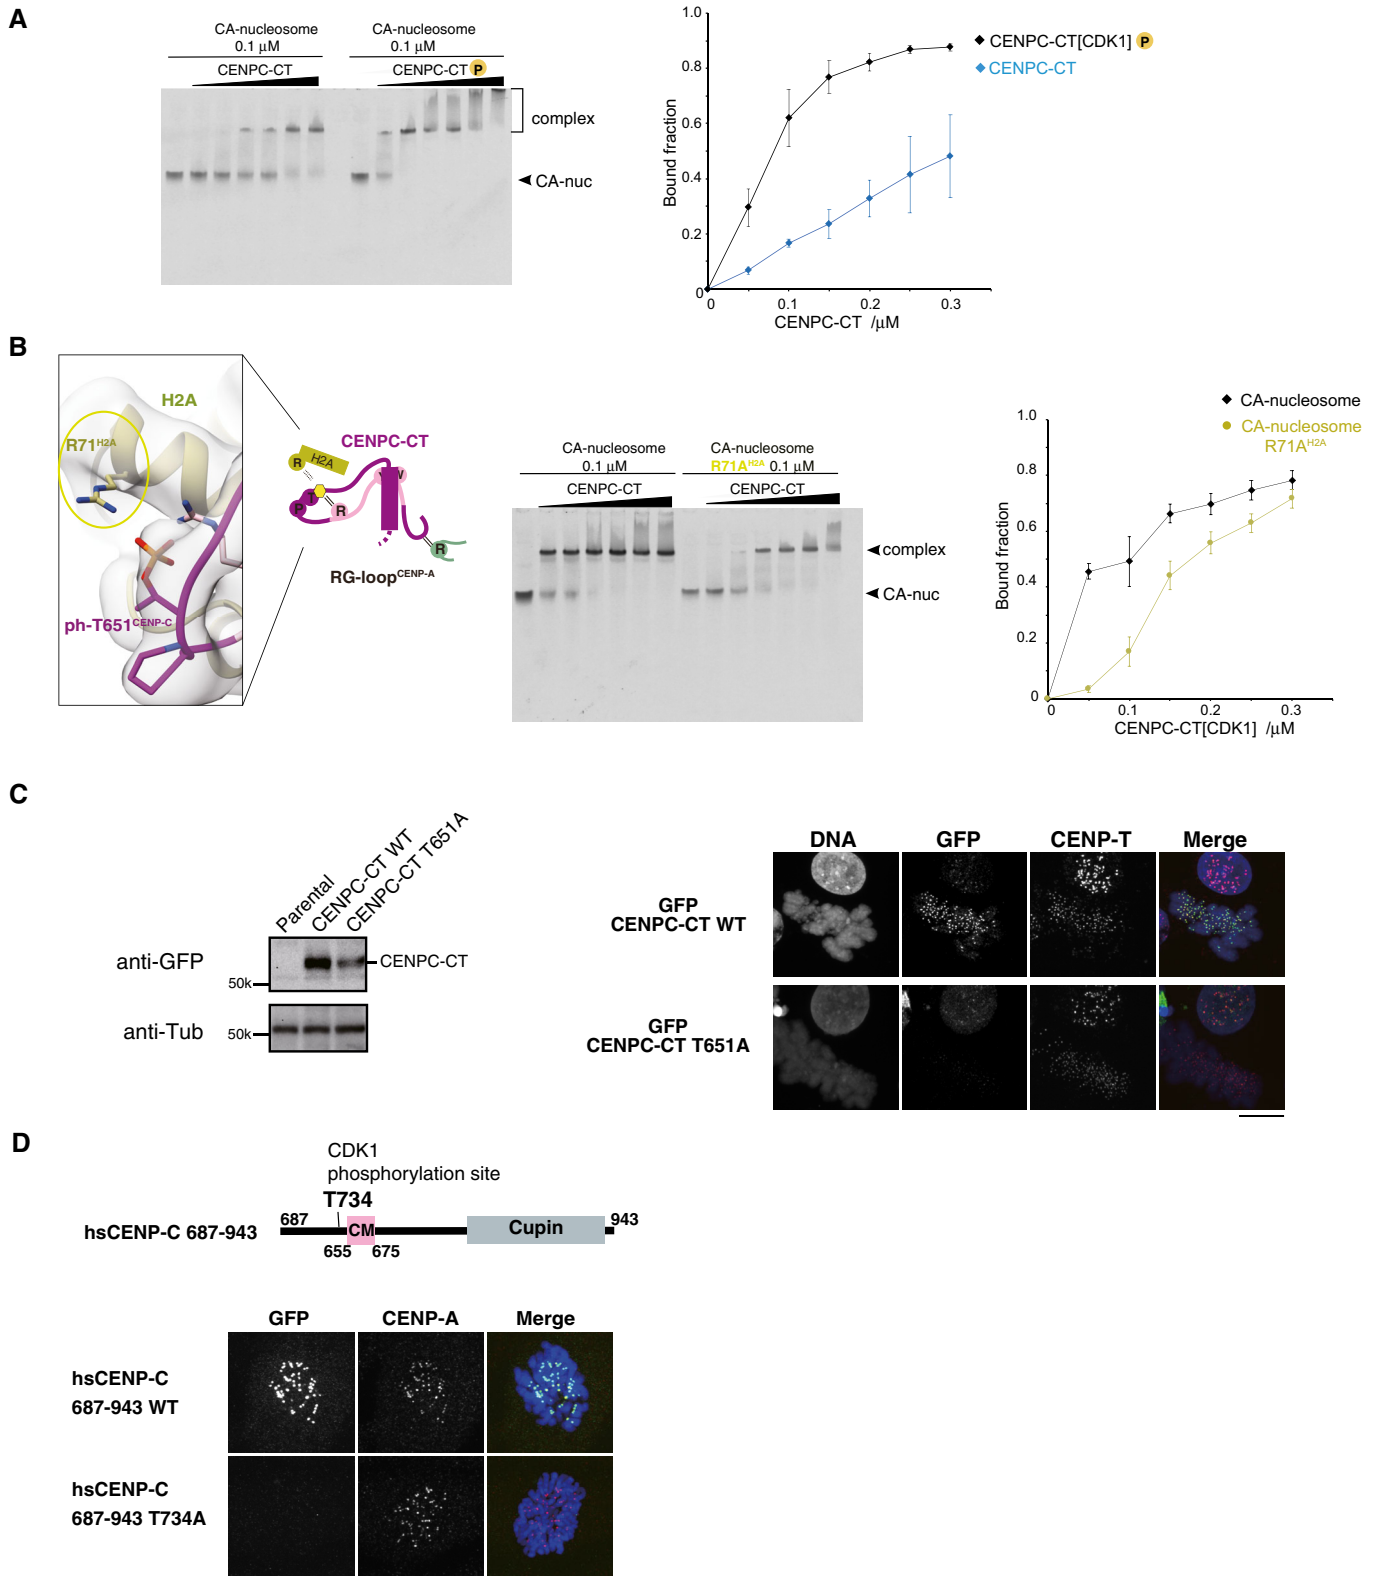 A
CA-nucleosome
0.1 μM
CENPC-CT
CA-nucleosome
0.1 μM
CENPC-CT P
complex
CA-nuc
1.0
0.8
0.6
0.4
0.2
0
0 0.1 0.2 0.3
Bound fraction
CENPC-CT /μM
CENPC-CT[CDK1] P
CENPC-CT
B
H2A
R71H2A
ph-T651CENP-C
CENPC-CT
R H2A
T
P R
W
R
RG-loopCENP-A
CA-nucleosome
0.1 μM
CENPC-CT
CA-nucleosome
R71AH2A 0.1 μM
CENPC-CT
complex
CA-nuc
CA-nucleosome
CA-nucleosome
R71AH2A
1.0
0.8
0.6
0.4
0.2
0
0 0.1 0.2 0.3
Bound fraction
CENPC-CT[CDK1] /μM
C
Parental
CENPC-CT WT
CENPC-CT T651A
anti-GFP
CENPC-CT
50k
anti-Tub
50k
DNA GFP CENP-T Merge
GFP
CENPC-CT WT
GFP
CENPC-CT T651A
D
CDK1
phosphorylation site
T734
hsCENP-C 687-943
687
CM
Cupin
943
655 675
GFP CENP-A Merge
hsCENP-C
687-943 WT
hsCENP-C
687-943 T734A